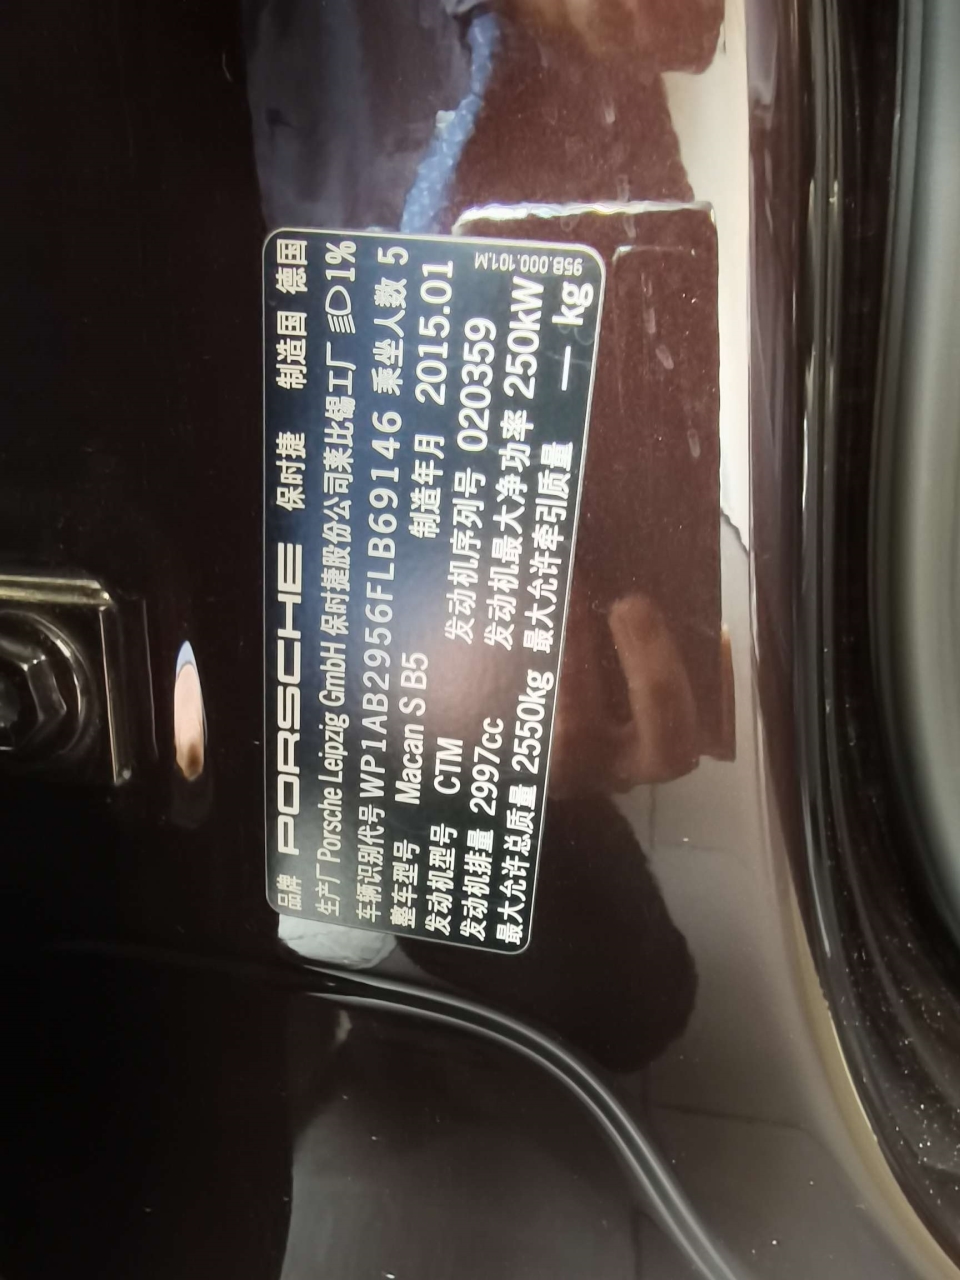 品牌 PORSCHE 保时捷 制造国 德国
生产厂 Porsche Leipzig GmbH 保时捷股份公司莱比锡工厂 1%
车辆识别代号 WP1AB2956FLB69146 乘坐人数 5
整车型号 Macan S B5 制造年月 2015.01
发动机型号 CTM 发动机序列号 020359
发动机排量 2997cc 发动机最大净功率 250kW
最大允许总质量 2550kg 最大允许牵引质量 — kg
95B.000.101.M